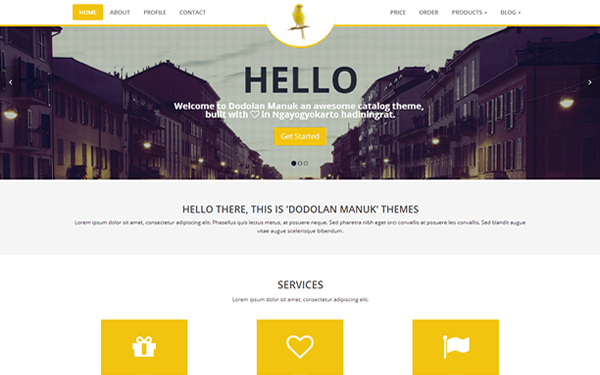 HOME ABOUT PROFILE CONTACT PRICE ORDER PRODUCTS BLOG
HELLO
Welcome to Dodolan Manuk an awesome catalog theme,
built with ♡ in Ngayogyokarto hadiningrat.
Get Started
HELLO THERE, THIS IS 'DODOLAN MANUK' THEMES
Lorem ipsum dolor sit amet, consectetur adipiscing elit. Phasellus quis lectus metus, at posuere neque. Sed pharetra nibh eget orci convallis at posuere leo convallis. Sed blandit augue
vitae augue scelerisque bibendum.
SERVICES
Lorem ipsum dolor sit amet, consectetur adipiscing elit.